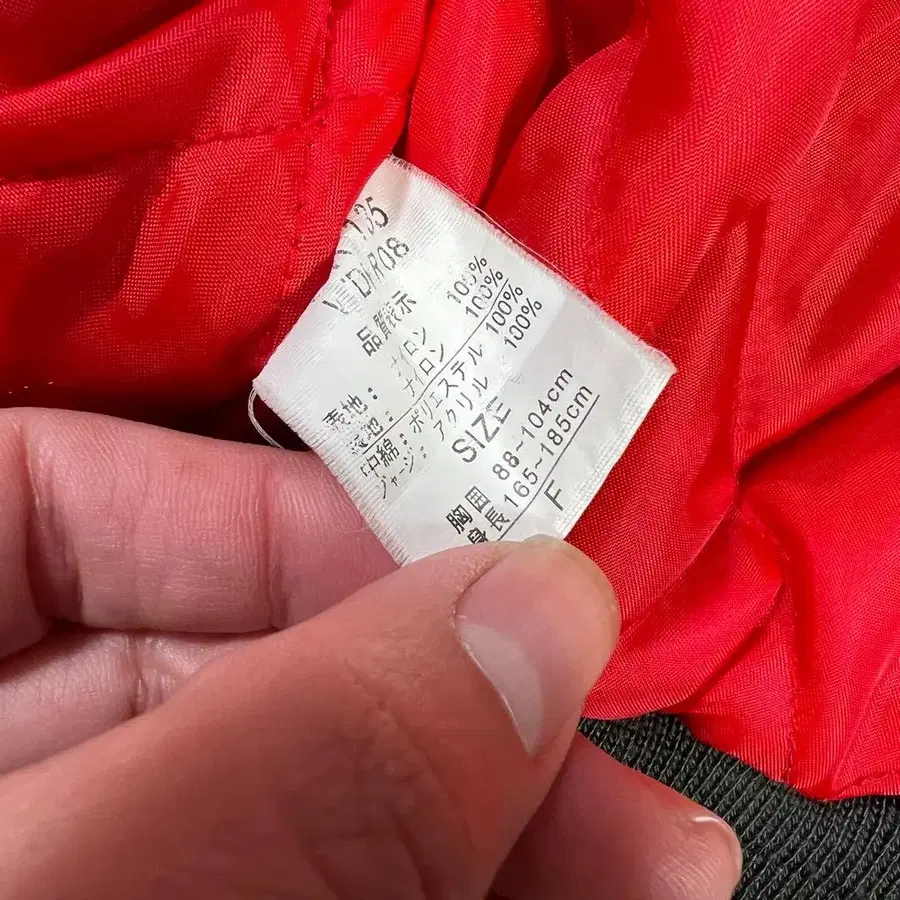 品質表示
表地: ナイロン 100%
裏地: ナイロン 100%
中綿: ポリエステル 100%
ジャージ: アクリル 100%
SIZE
胸囲 88~104cm
身長 165~185cm
F